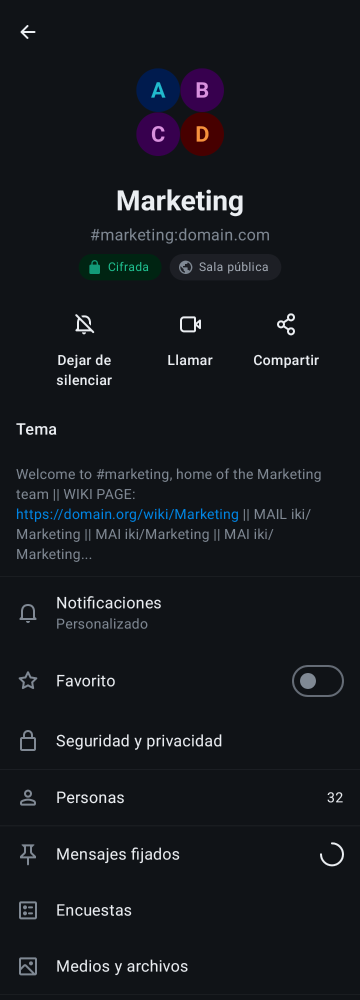 A B
C D
Marketing
#marketing:domain.com
Cifrada Sala pública
Dejar de silenciar
Llamar
Compartir
Tema
Welcome to #marketing, home of the Marketing
team || WIKI PAGE:
https://domain.org/wiki/Marketing || MAIL iki/
Marketing || MAI iki/Marketing || MAI iki/
Marketing...
Notificaciones
Personalizado
Favorito
Seguridad y privacidad
Personas 32
Mensajes fijados
Encuestas
Medios y archivos